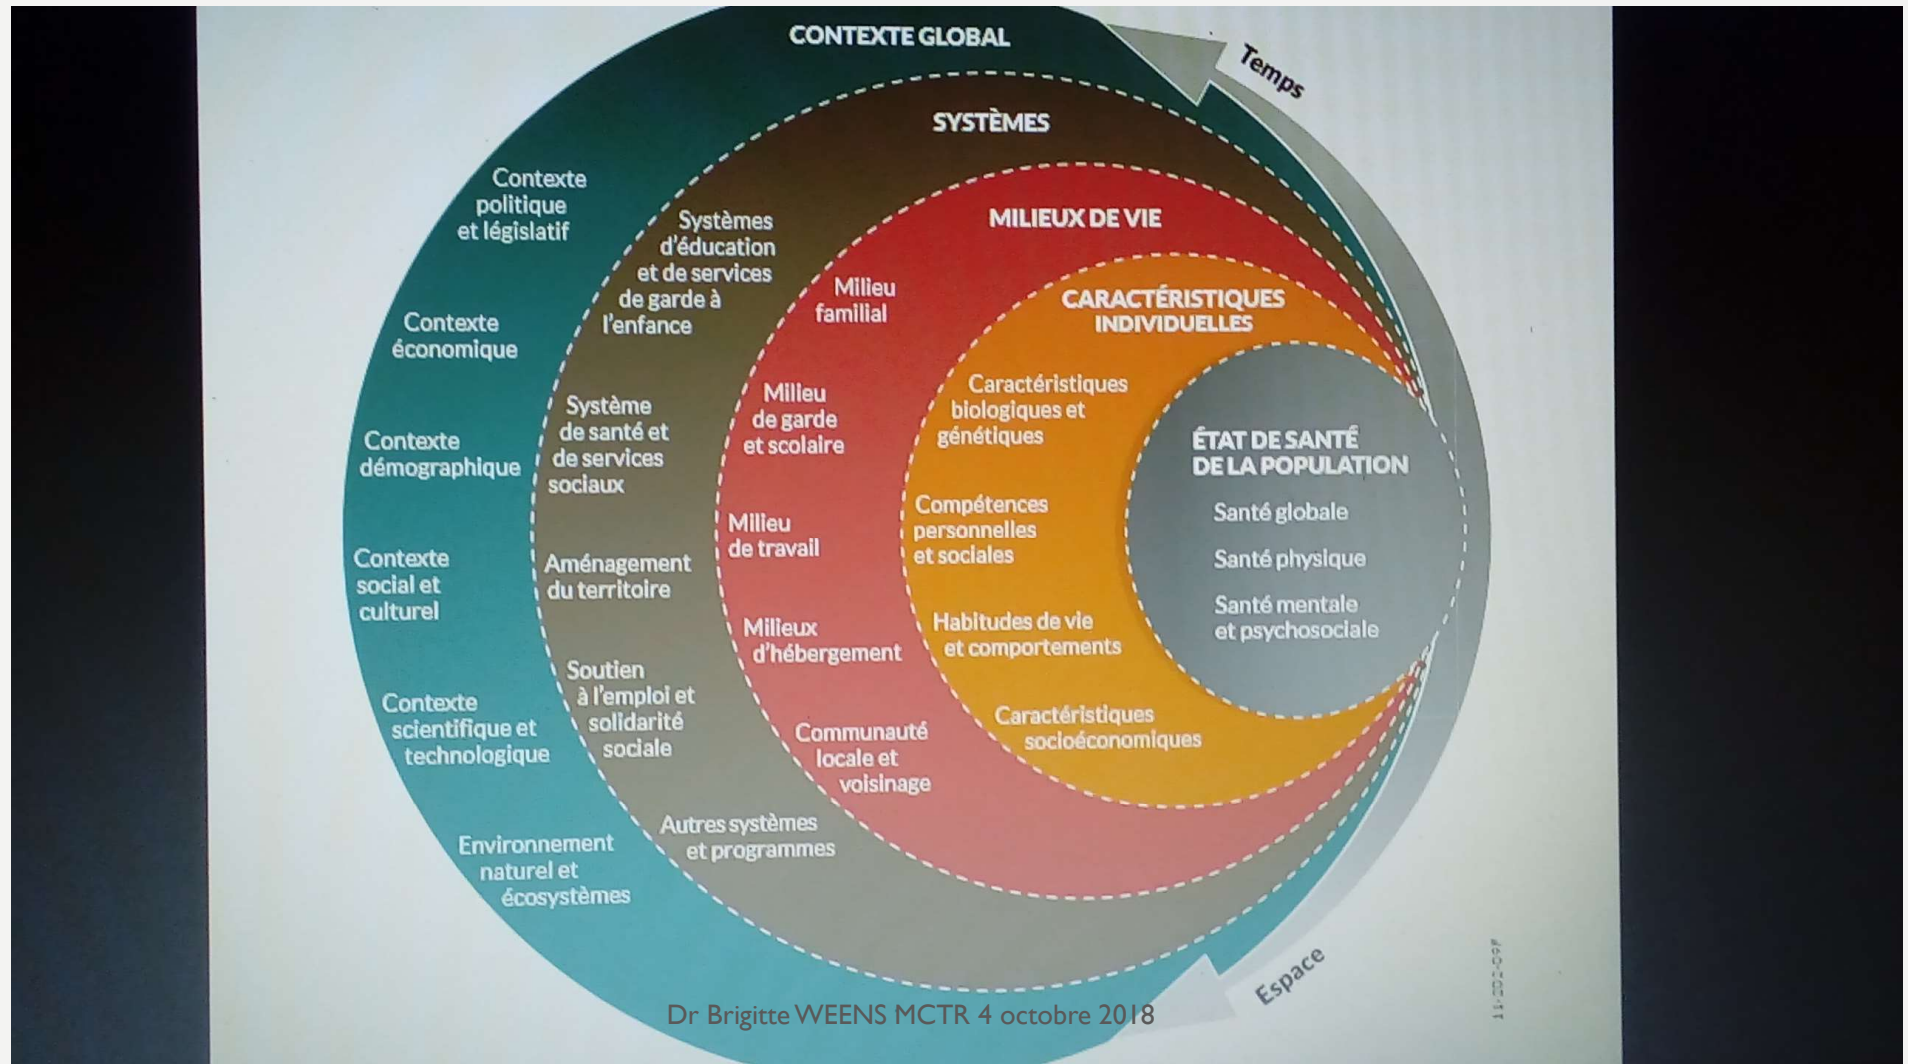 CONTEXTE GLOBAL
Temps
SYSTÈMES
MILIEUX DE VIE
CARACTÉRISTIQUES
INDIVIDUELLES
ÉTAT DE SANTÉ
DE LA POPULATION
Santé globale
Santé physique
Santé mentale
et psychosociale
Contexte
politique
et législatif
Contexte
économique
Contexte
démographique
Contexte
social et
culturel
Contexte
scientifique et
technologique
Environnement
naturel et
écosystèmes
Systèmes
d'éducation
et de services
de garde à
l'enfance
Système
de santé et
de services
sociaux
Aménagement
du territoire
Soutien
à l'emploi et
solidarité
sociale
Autres systèmes
et programmes
Milieu
familial
Milieu
de garde
et scolaire
Milieu
de travail
Milieux
d'hébergement
Communauté
locale et
voisinage
Caractéristiques
biologiques et
génétiques
Compétences
personnelles
et sociales
Habitudes de vie
et comportements
Caractéristiques
socioéconomiques
Espace
11-202-09F
Dr Brigitte WEENS MCTR 4 octobre 2018